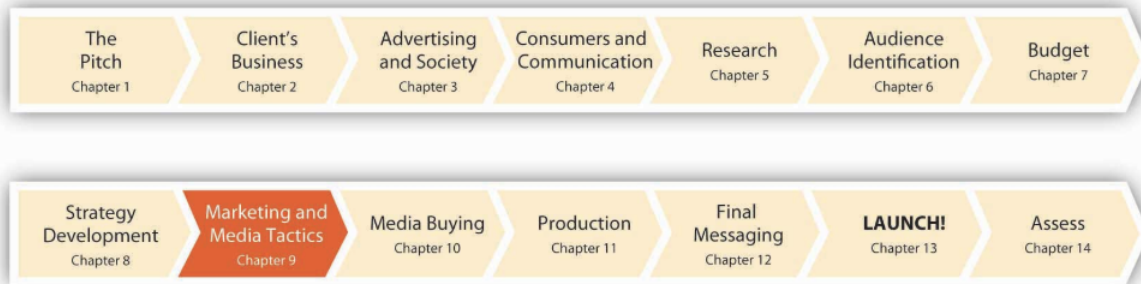 The
Pitch
Chapter 1
Client's
Business
Chapter 2
Advertising
and Society
Chapter 3
Consumers and
Communication
Chapter 4
Research
Chapter 5
Audience
Identification
Chapter 6
Budget
Chapter 7
Strategy
Development
Chapter 8
Marketing and
Media Tactics
Chapter 9
Media Buying
Chapter 10
Production
Chapter 11
Final
Messaging
Chapter 12
LAUNCH!
Chapter 13
Assess
Chapter 14